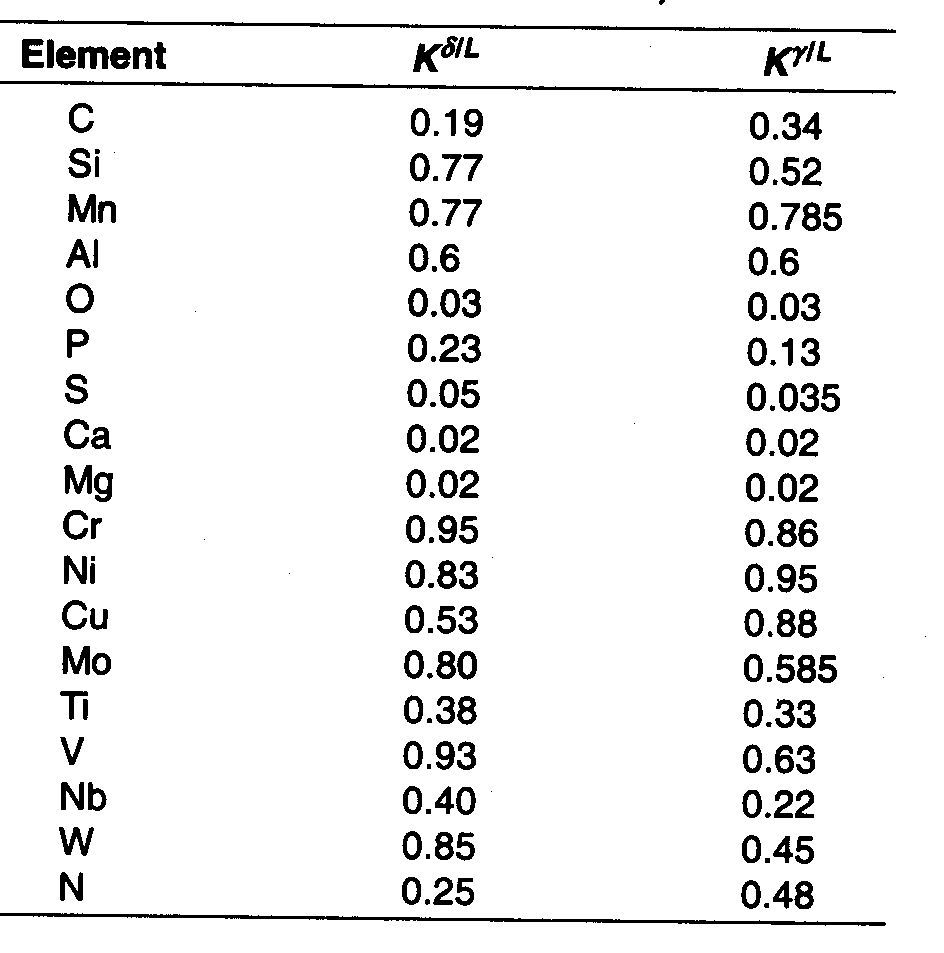 Element K^δ/L K^γ/L
C 0.19 0.34
Si 0.77 0.52
Mn 0.77 0.785
Al 0.6 0.6
O 0.03 0.03
P 0.23 0.13
S 0.05 0.035
Ca 0.02 0.02
Mg 0.02 0.02
Cr 0.95 0.86
Ni 0.83 0.95
Cu 0.53 0.88
Mo 0.80 0.585
Ti 0.38 0.33
V 0.93 0.63
Nb 0.40 0.22
W 0.85 0.45
N 0.25 0.48